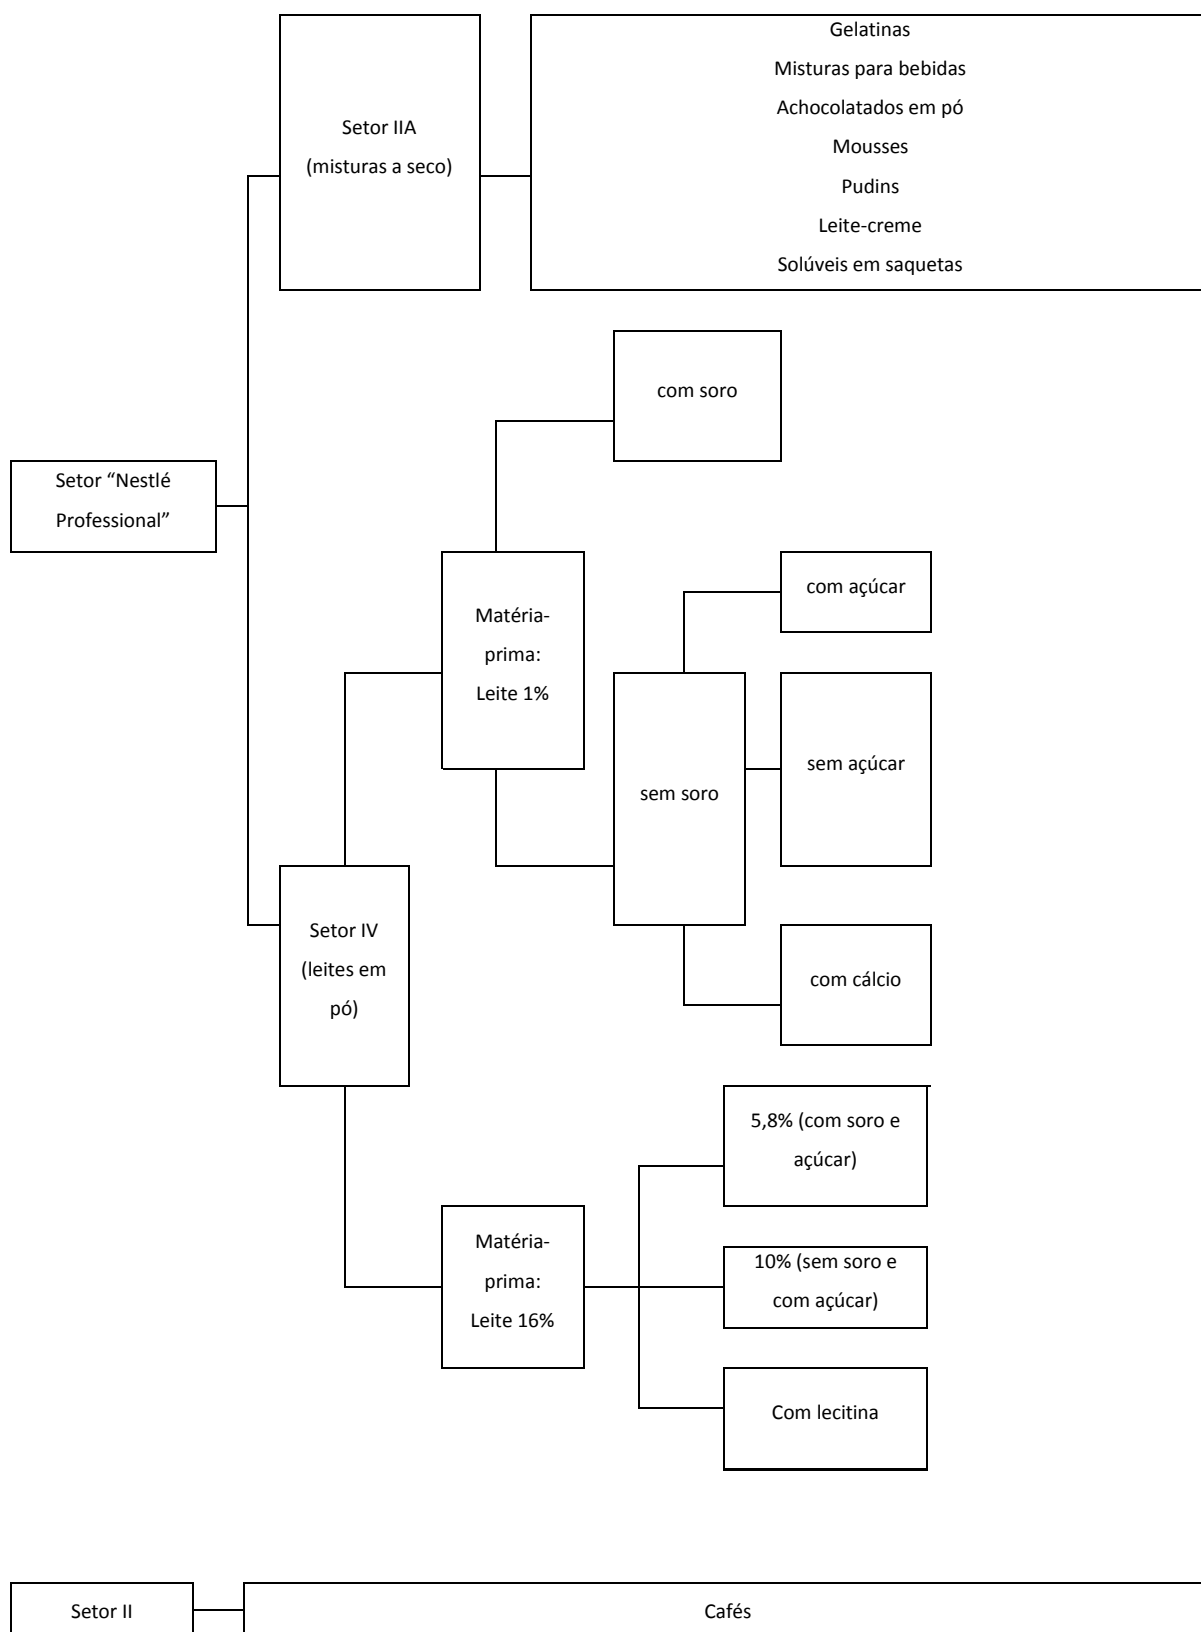 Gelatinas
Misturas para bebidas
Achocolatados em pó
Mousses
Pudins
Leite-creme
Solúveis em saquetas
Setor IIA
(misturas a seco)
com soro
Setor “Nestlé
Professional”
com açúcar
Matéria-
prima:
Leite 1%
sem açúcar
sem soro
Setor IV
(leites em
pó)
com cálcio
5,8% (com soro e
açúcar)
Matéria-
prima:
Leite 16%
10% (sem soro e
com açúcar)
Com lecitina
Setor II
Cafés